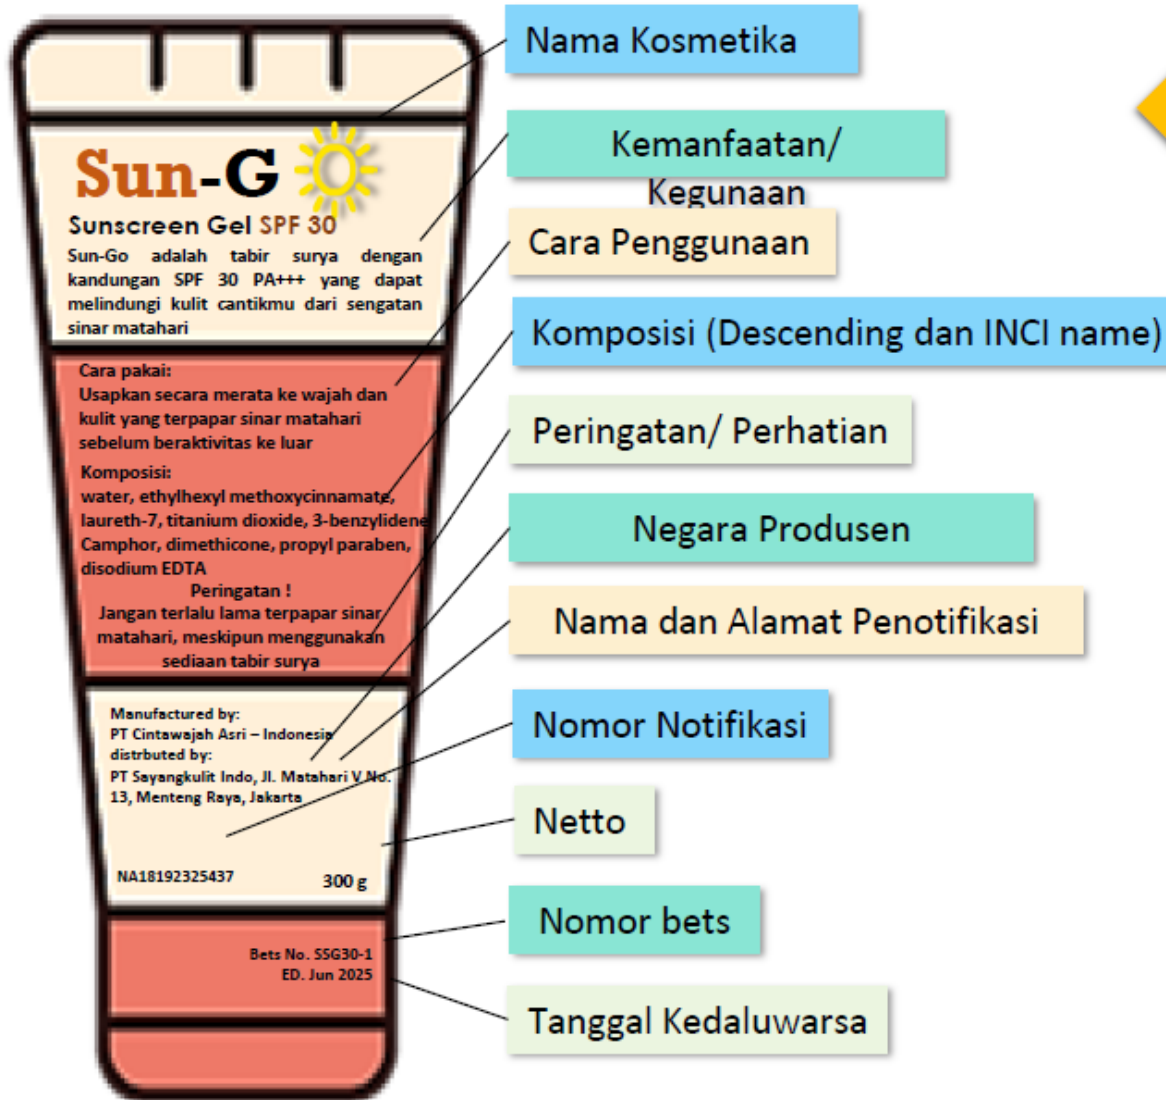 Sun-G
Sunscreen Gel SPF 30
Sun-Go adalah tabir surya dengan
kandungan SPF 30 PA+++ yang dapat
melindungi kulit cantikmu dari sengatan
sinar matahari
Cara pakai:
Usapkan secara merata ke wajah dan
kulit yang terpapar sinar matahari
sebelum beraktivitas ke luar
Komposisi:
water, ethylhexyl methoxycinnamate,
laureth-7, titanium dioxide, 3-benzylidene
Camphor, dimethicone, propyl paraben,
disodium EDTA
Peringatan !
Jangan terlalu lama terpapar sinar
matahari, meskipun menggunakan
sediaan tabir surya
Manufactured by:
PT Cintawajah Asri – Indonesia
distrbuted by:
PT Sayangkulit Indo, Jl. Matahari V No.
13, Menteng Raya, Jakarta
NA18192325437
300 g
Bets No. SSG30-1
ED. Jun 2025
Nama Kosmetika
Kemanfaatan/
Kegunaan
Cara Penggunaan
Komposisi (Descending dan INCI name)
Peringatan/ Perhatian
Negara Produsen
Nama dan Alamat Penotifikasi
Nomor Notifikasi
Netto
Nomor bets
Tanggal Kedaluwarsa